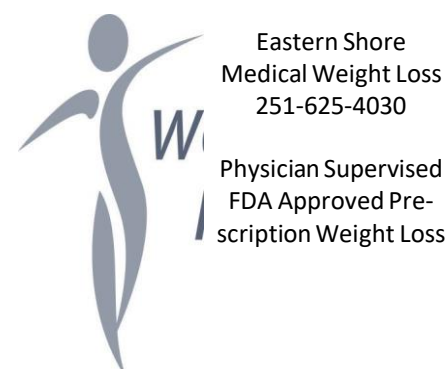 Eastern Shore
Medical Weight Loss
251-625-4030
Physician Supervised
FDA Approved Pre-
scription Weight Loss